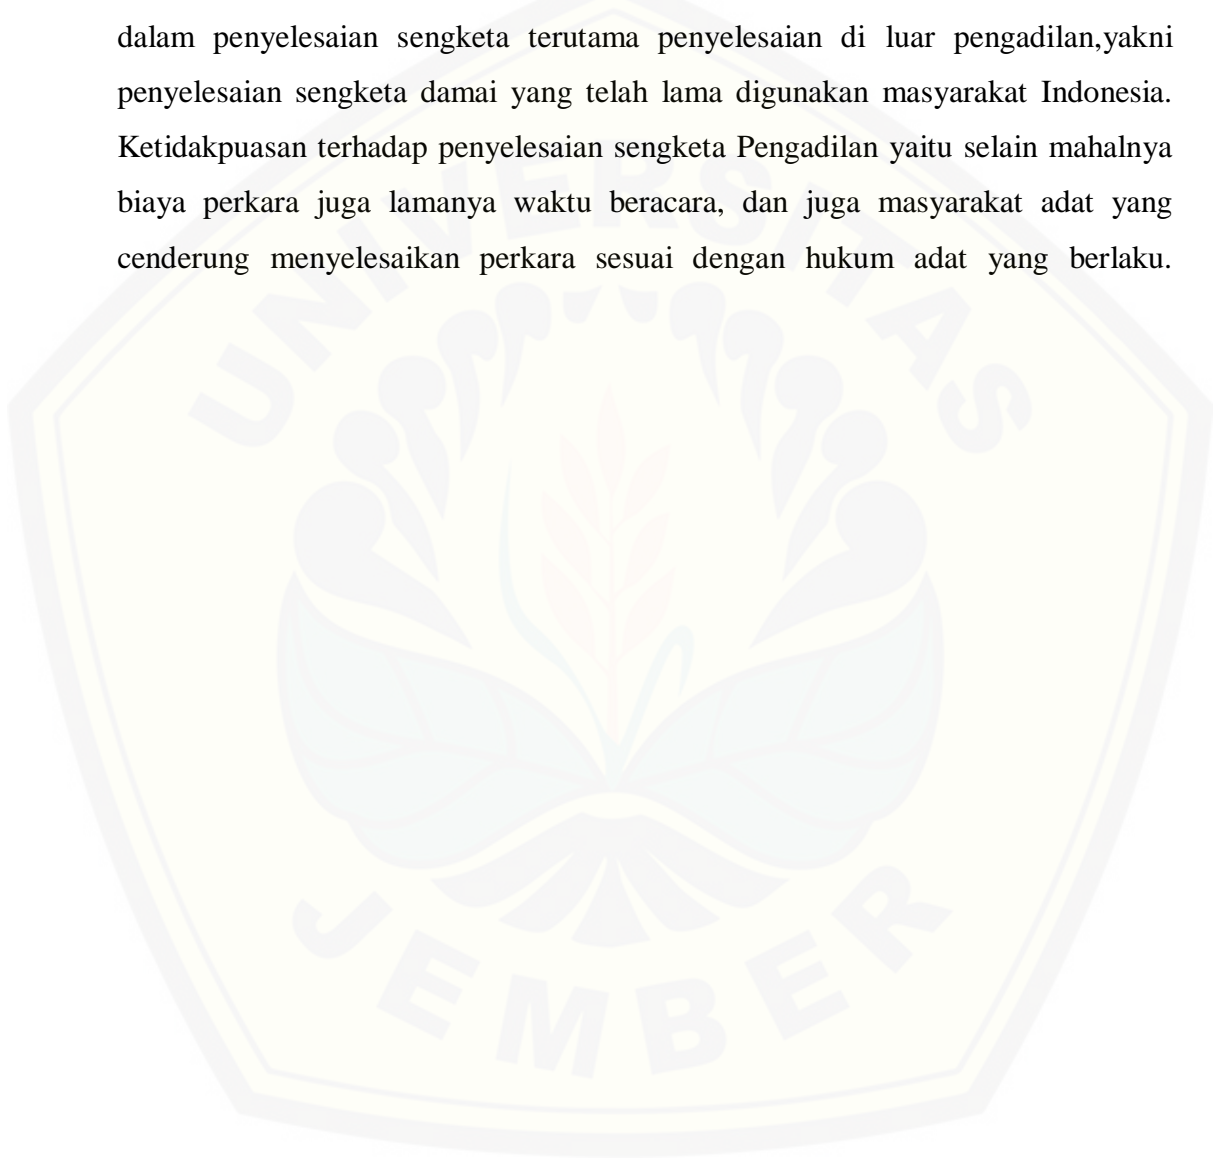 dalam penyelesaian sengketa terutama penyelesaian di luar pengadilan,yakni
penyelesaian sengketa damai yang telah lama digunakan masyarakat Indonesia.
Ketidakpuasan terhadap penyelesaian sengketa Pengadilan yaitu selain mahalnya
biaya perkara juga lamanya waktu beracara, dan juga masyarakat adat yang
cenderung menyelesaikan perkara sesuai dengan hukum adat yang berlaku.
UNIVERSITAS
JEMBER